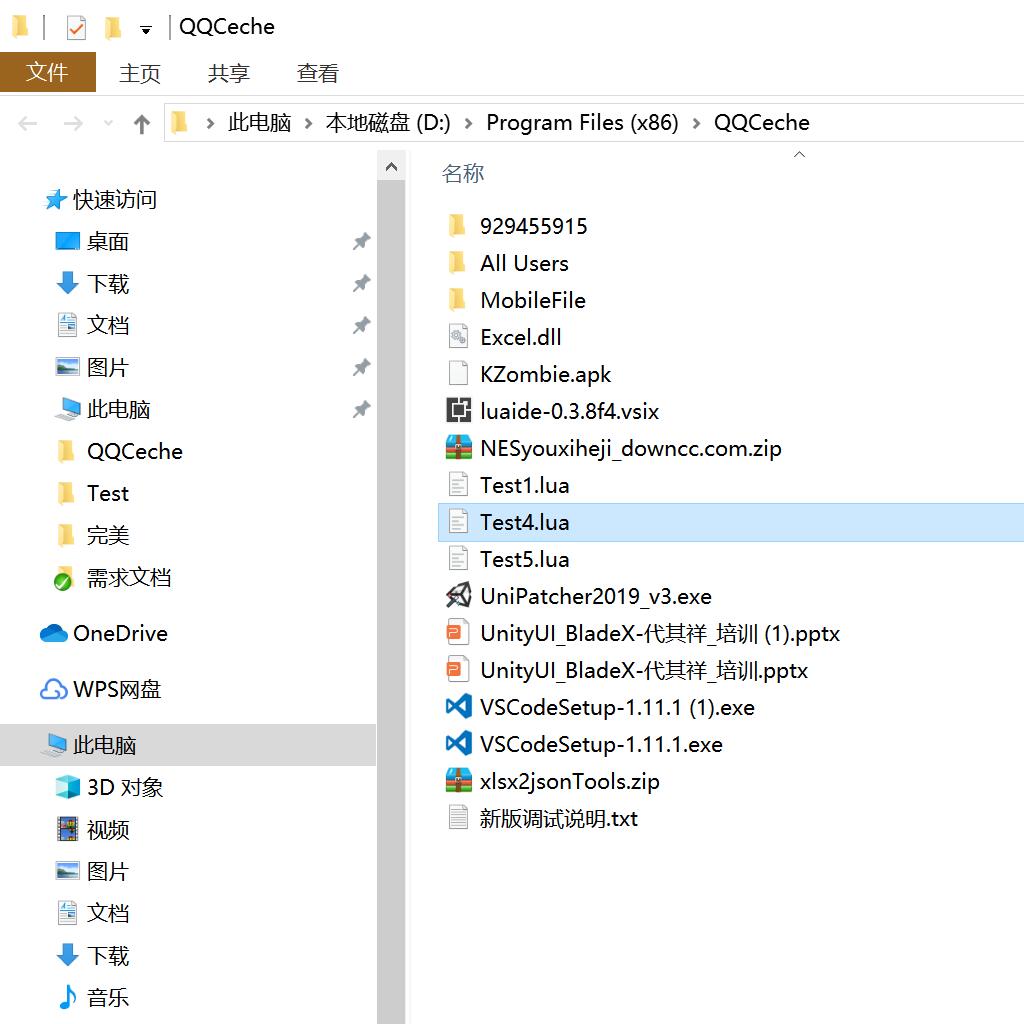 QQCeche
文件 主页 共享 查看
此电脑 本地磁盘 (D:) Program Files (x86) QQCeche
快速访问
桌面
下载
文档
图片
此电脑
QQCeche
Test
完美
需求文档
OneDrive
WPS网盘
此电脑
3D 对象
视频
图片
文档
下载
音乐
名称
929455915
All Users
MobileFile
Excel.dll
KZombie.apk
luaide-0.3.8f4.vsix
NESyouxiheji_downcc.com.zip
Test1.lua
Test4.lua
Test5.lua
UniPatcher2019_v3.exe
UnityUI_BladeX-代其祥_培训 (1).pptx
UnityUI_BladeX-代其祥_培训.pptx
VSCodeSetup-1.11.1 (1).exe
VSCodeSetup-1.11.1.exe
xlsx2jsonTools.zip
新版调试说明.txt